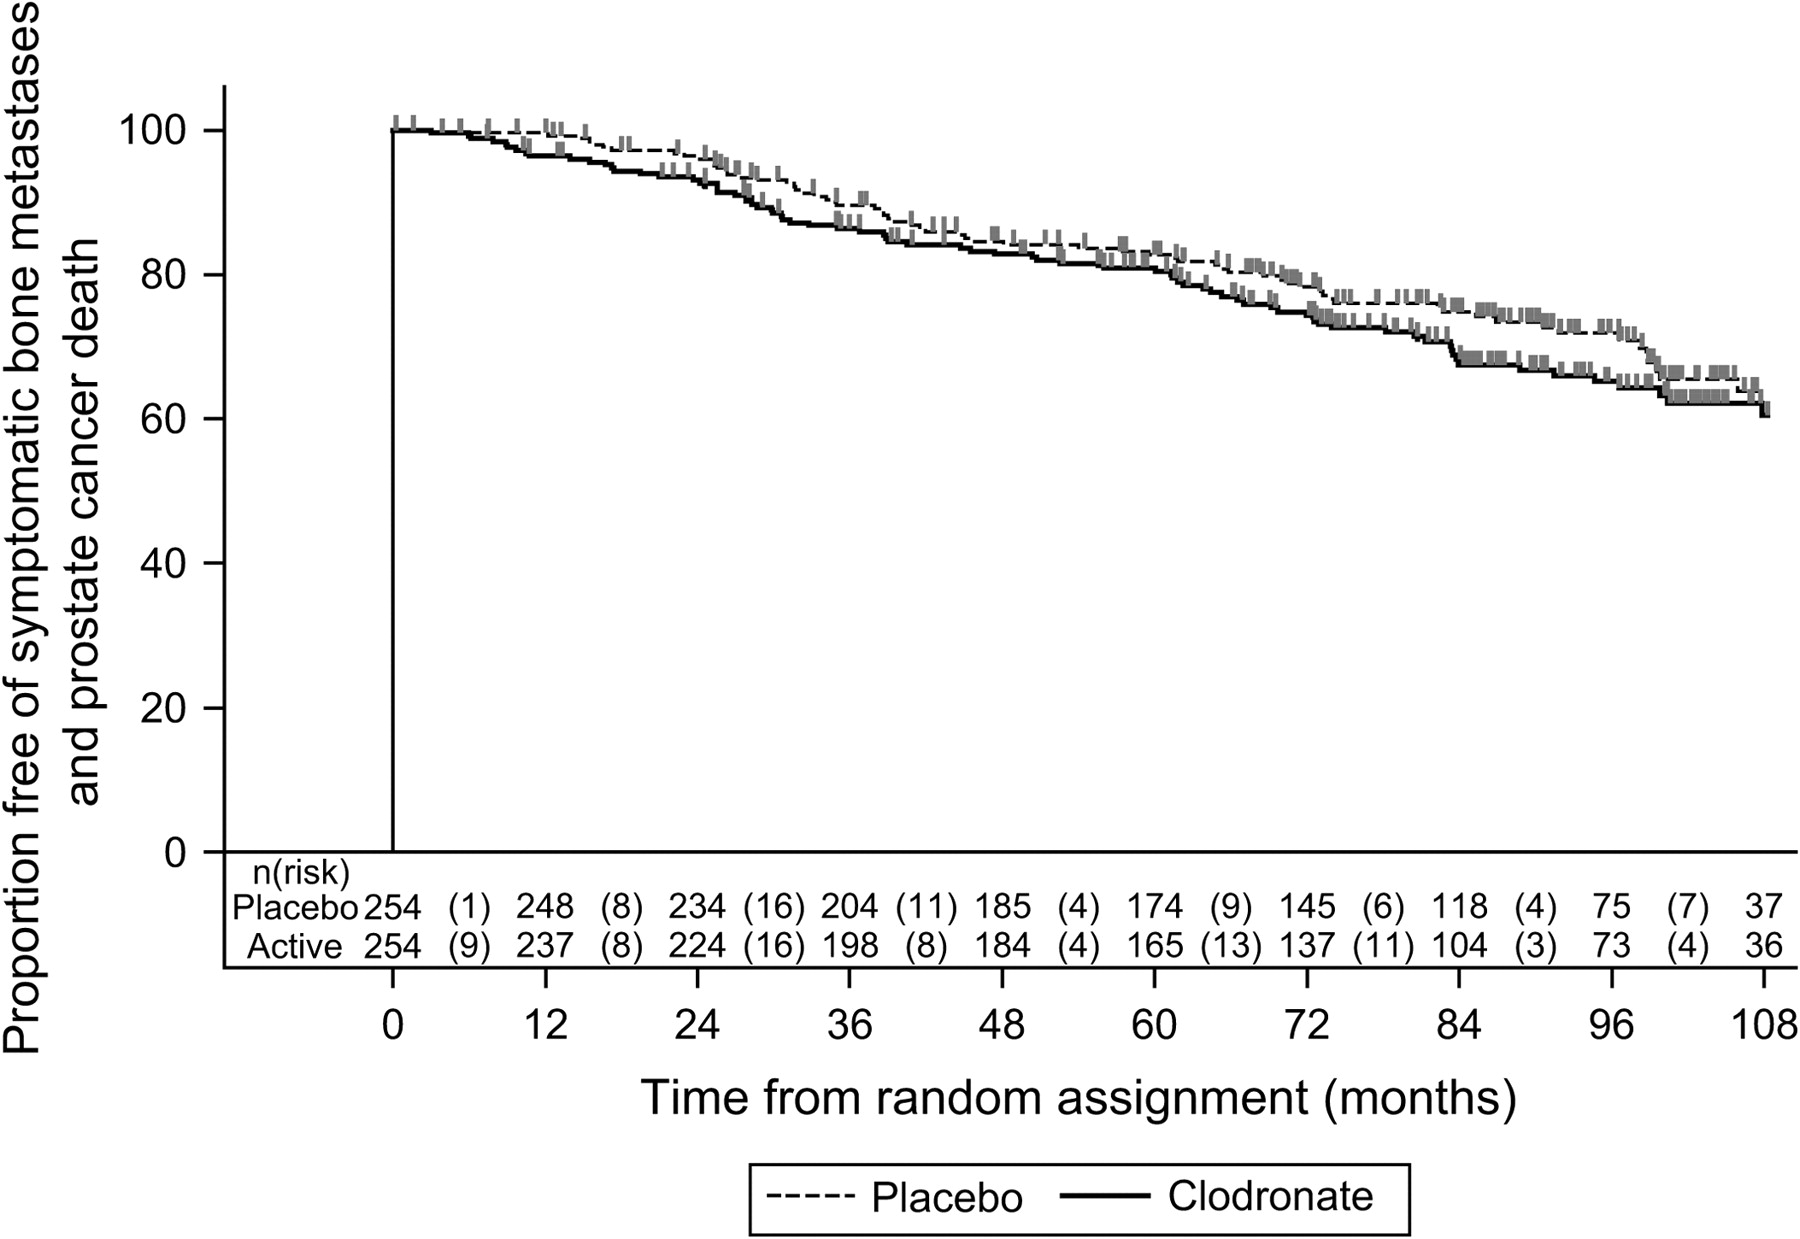 Proportion free of symptomatic bone metastases
and prostate cancer death
100
80
60
40
20
0
n(risk)
Placebo 254 (1) 248 (8) 234 (16) 204 (11) 185 (4) 174 (9) 145 (6) 118 (4) 75 (7) 37
Active 254 (9) 237 (8) 224 (16) 198 (8) 184 (4) 165 (13) 137 (11) 104 (3) 73 (4) 36
0 12 24 36 48 60 72 84 96 108
Time from random assignment (months)
Placebo Clodronate